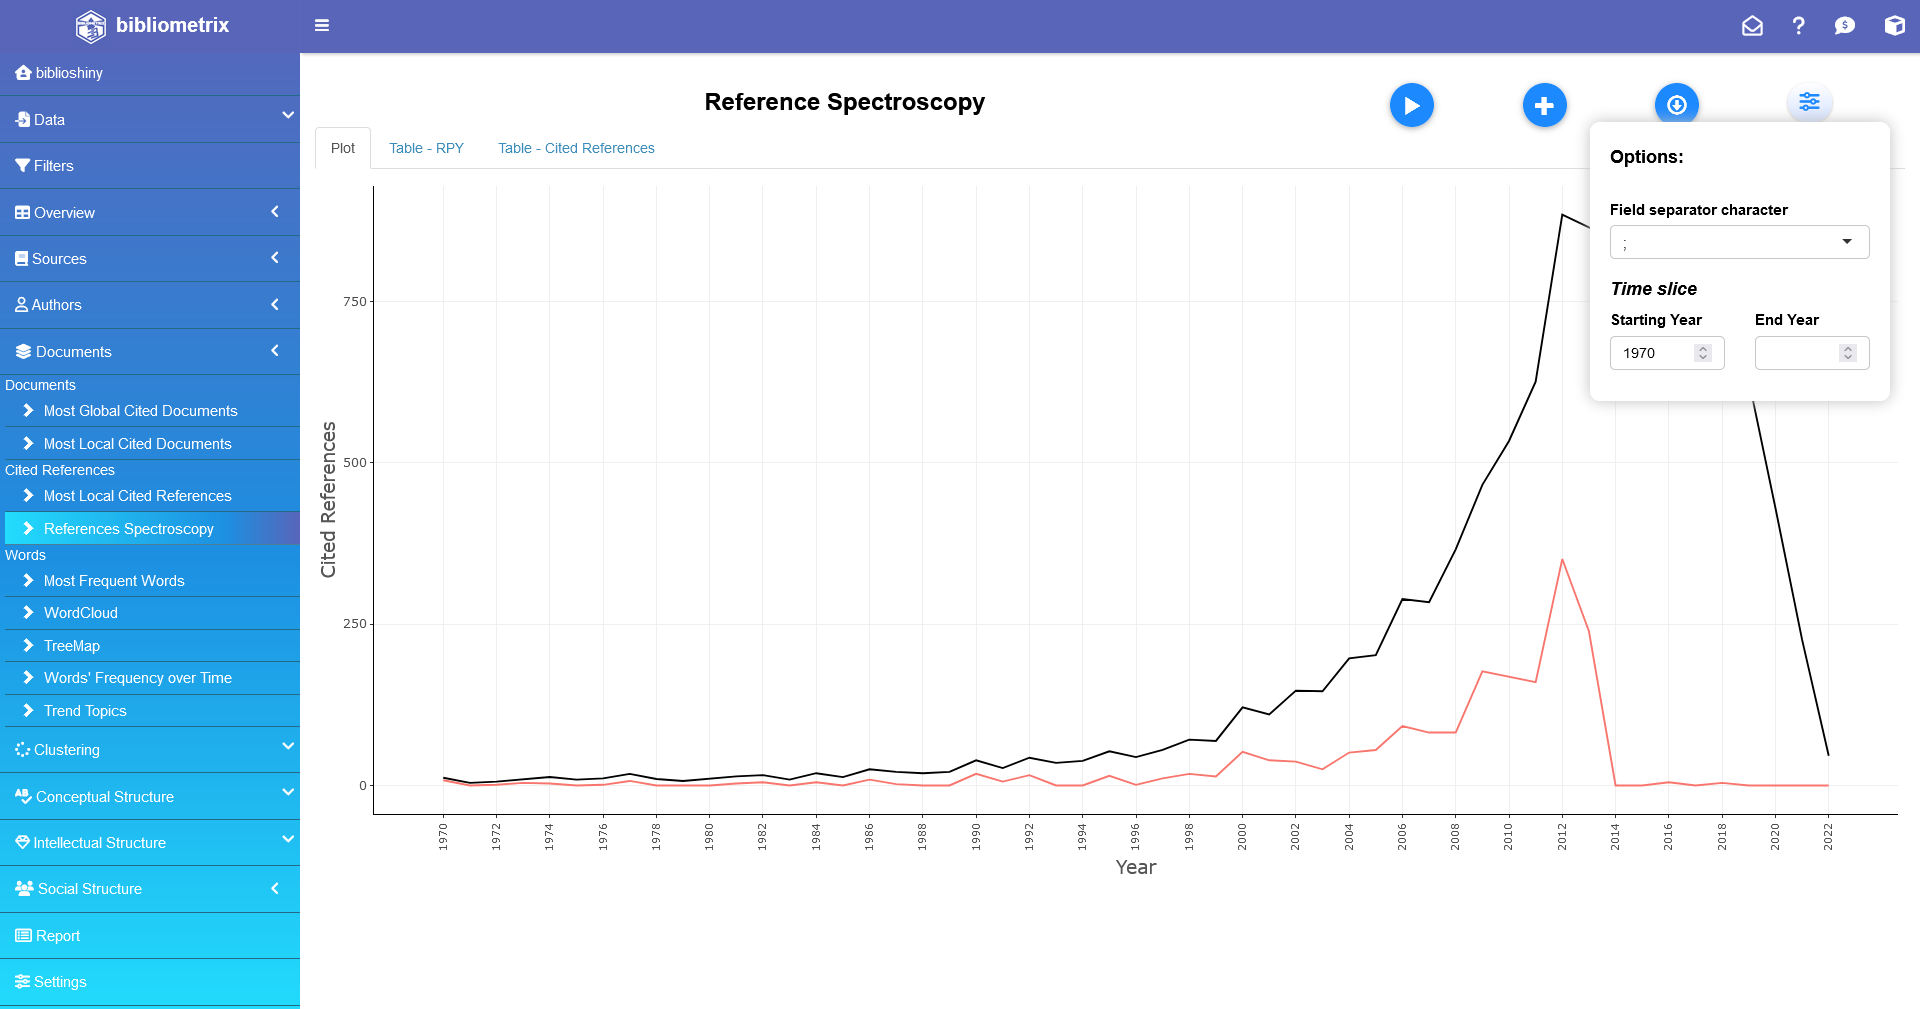 bibliometrix
biblioshiny
Data
Filters
Overview
Sources
Authors
Documents
Documents
Most Global Cited Documents
Most Local Cited Documents
Cited References
Most Local Cited References
References Spectroscopy
Words
Most Frequent Words
WordCloud
TreeMap
Words' Frequency over Time
Trend Topics
Clustering
Conceptual Structure
Intellectual Structure
Social Structure
Report
Settings
Reference Spectroscopy
Plot
Table - RPY
Table - Cited References
Options:
Field separator character
;
Time slice
Starting Year
End Year
1970
Cited References
750
500
250
0
1970 1972 1974 1976 1978 1980 1982 1984 1986 1988 1990 1992 1994 1996 1998 2000 2002 2004 2006 2008 2010 2012 2014 2016 2018 2020 2022
Year